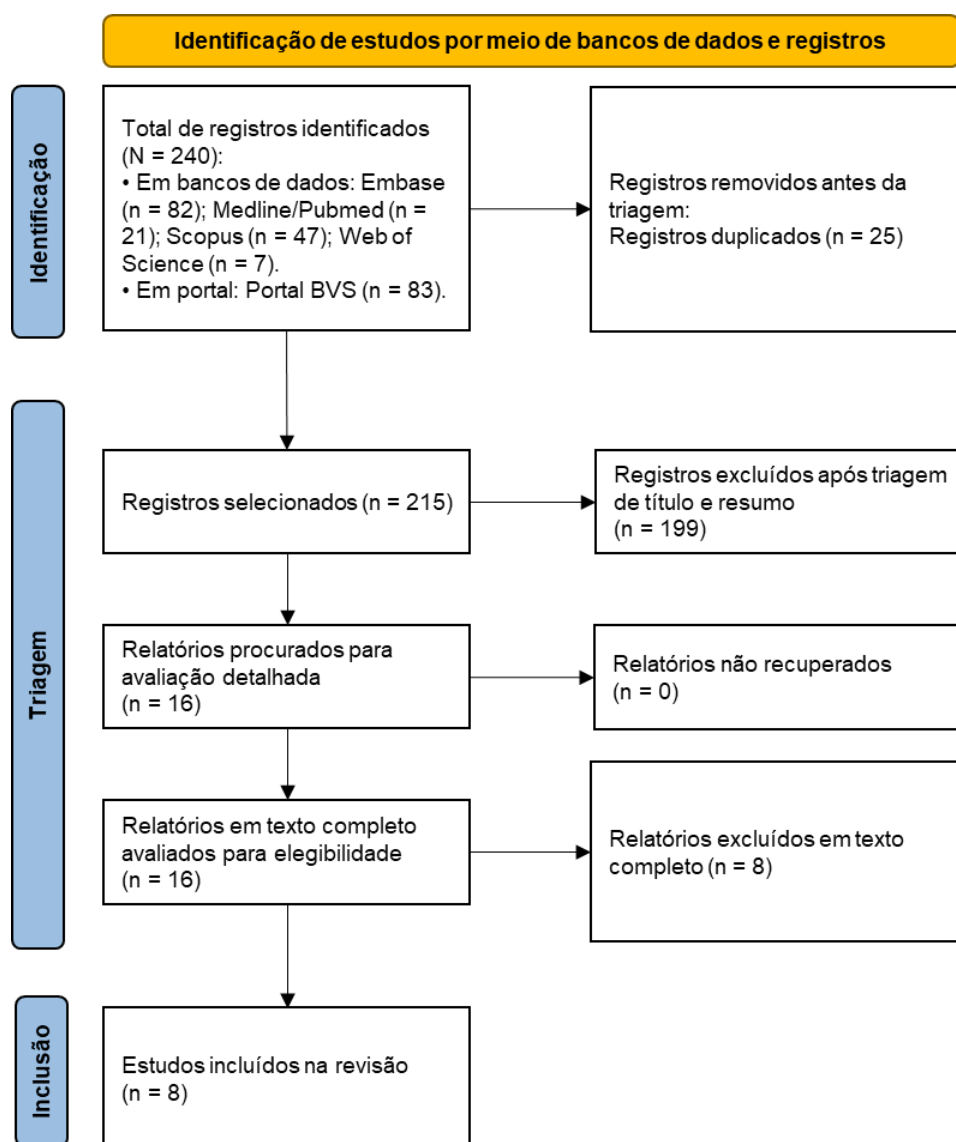 Identificação de estudos por meio de bancos de dados e registros
Identificação
Total de registros identificados
(N = 240):
• Em bancos de dados: Embase
(n = 82); Medline/Pubmed (n =
21); Scopus (n = 47); Web of
Science (n = 7).
• Em portal: Portal BVS (n = 83).
Registros removidos antes da
triagem:
Registros duplicados (n = 25)
Triagem
Registros selecionados (n = 215)
Registros excluídos após triagem
de título e resumo
(n = 199)
Relatórios procurados para
avaliação detalhada
(n = 16)
Relatórios não recuperados
(n = 0)
Relatórios em texto completo
avaliados para elegibilidade
(n = 16)
Relatórios excluídos em texto
completo (n = 8)
Inclusão
Estudos incluídos na revisão
(n = 8)